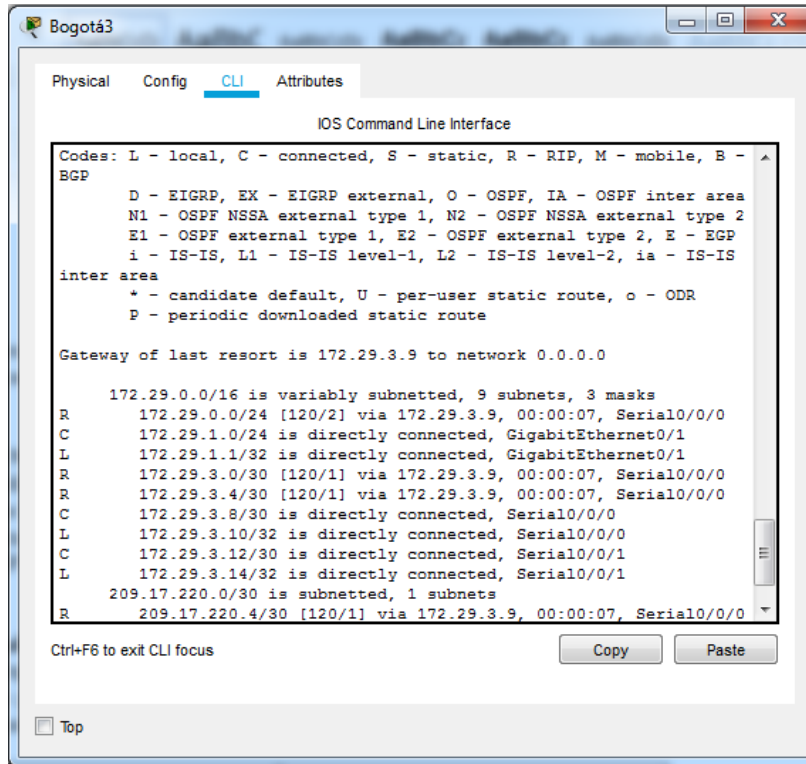 Bogotá3
Physical Config CLI Attributes
IOS Command Line Interface
Codes: L - local, C - connected, S - static, R - RIP, M - mobile, B -
BGP
D - EIGRP, EX - EIGRP external, O - OSPF, IA - OSPF inter area
N1 - OSPF NSSA external type 1, N2 - OSPF NSSA external type 2
E1 - OSPF external type 1, E2 - OSPF external type 2, E - EGP
i - IS-IS, L1 - IS-IS level-1, L2 - IS-IS level-2, ia - IS-IS
inter area
* - candidate default, U - per-user static route, o - ODR
P - periodic downloaded static route
Gateway of last resort is 172.29.3.9 to network 0.0.0.0
172.29.0.0/16 is variably subnetted, 9 subnets, 3 masks
R 172.29.0.0/24 [120/2] via 172.29.3.9, 00:00:07, Serial0/0/0
C 172.29.1.0/24 is directly connected, GigabitEthernet0/1
L 172.29.1.1/32 is directly connected, GigabitEthernet0/1
R 172.29.3.0/30 [120/1] via 172.29.3.9, 00:00:07, Serial0/0/0
R 172.29.3.4/30 [120/1] via 172.29.3.9, 00:00:07, Serial0/0/0
C 172.29.3.8/30 is directly connected, Serial0/0/0
L 172.29.3.10/32 is directly connected, Serial0/0/0
C 172.29.3.12/30 is directly connected, Serial0/0/1
L 172.29.3.14/32 is directly connected, Serial0/0/1
209.17.220.0/30 is subnetted, 1 subnets
R 209.17.220.4/30 [120/1] via 172.29.3.9, 00:00:07, Serial0/0/0
Ctrl+F6 to exit CLI focus Copy Paste
Top